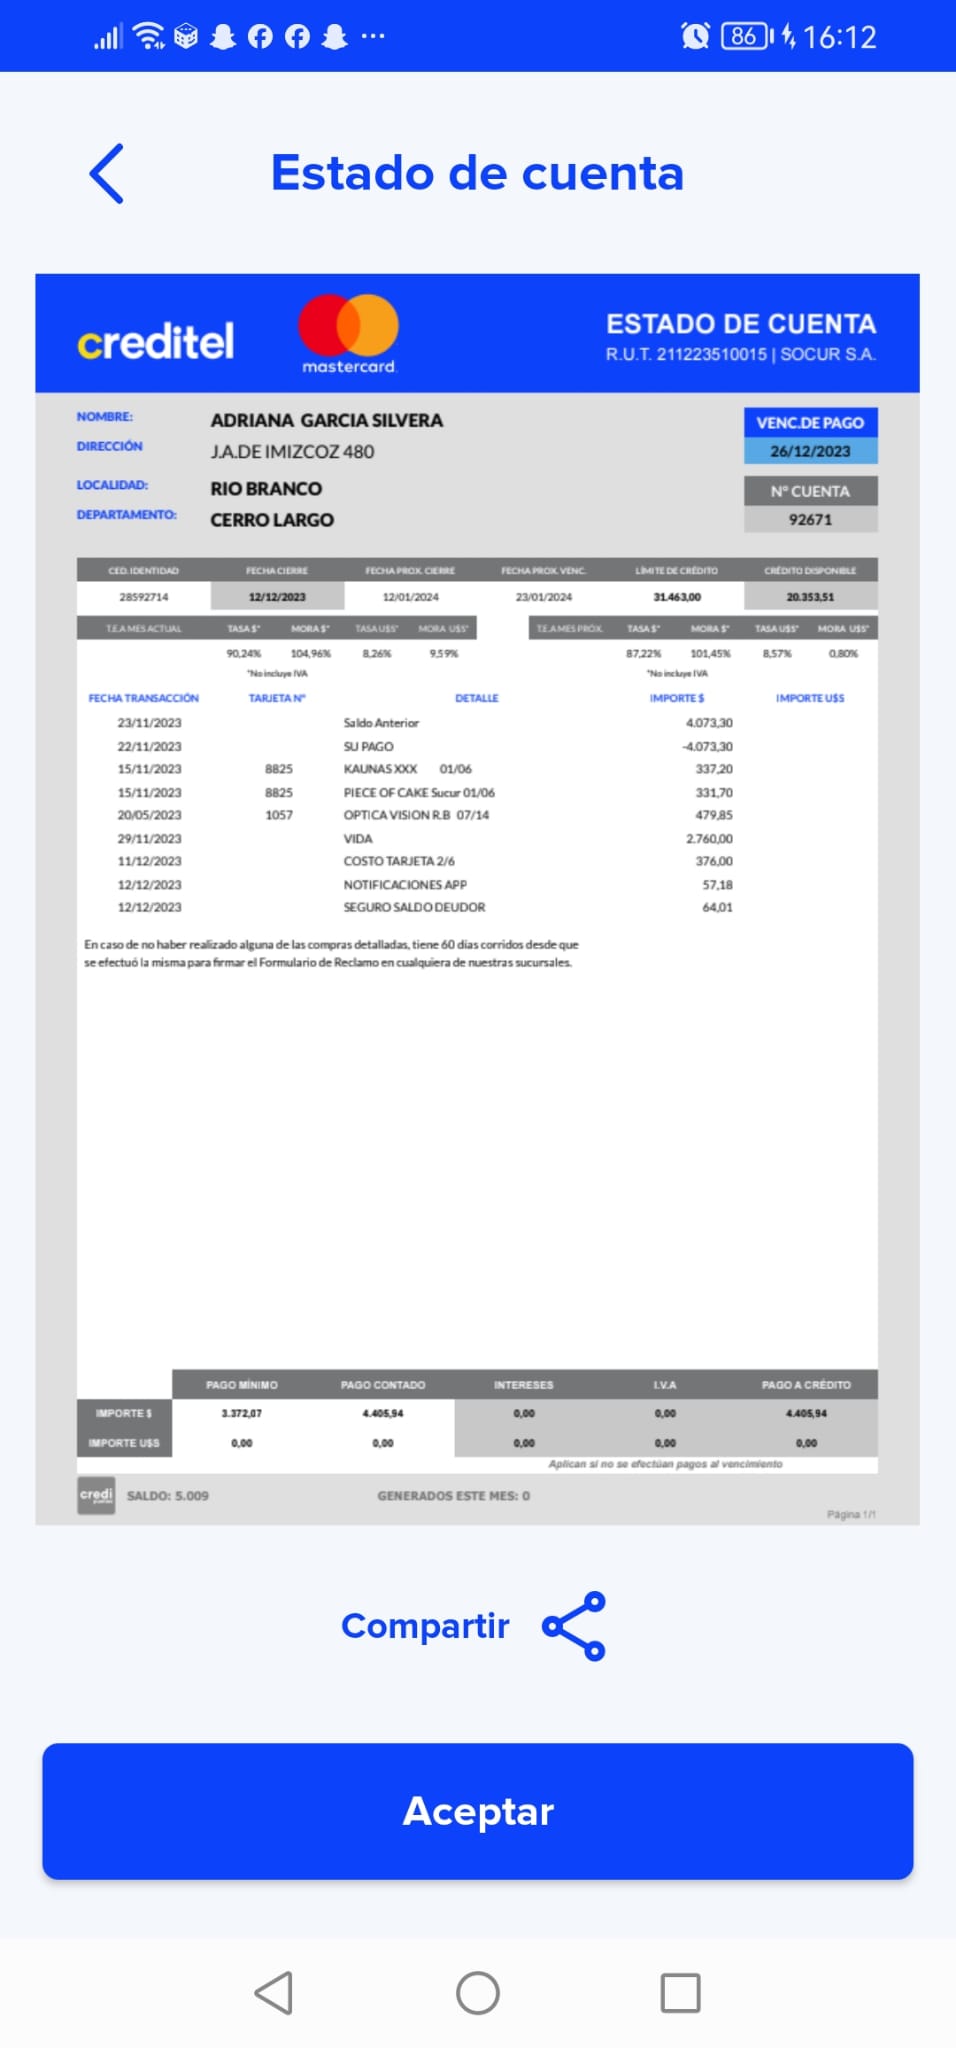 86 16:12
Estado de cuenta
creditel
mastercard.
ESTADO DE CUENTA
R.U.T. 211223510015 | SOCUR S.A.
NOMBRE: ADRIANA GARCIA SILVERA
DIRECCIÓN J.A.DE IMIZCOZ 480
LOCALIDAD: RIO BRANCO
DEPARTAMENTO: CERRO LARGO
VENC.DE PAGO
26/12/2023
Nº CUENTA
92671
CED. IDENTIDAD FECHA CIERRE FECHA PROX. CIERRE FECHA PROX. VENC. LÍMITE DE CRÉDITO CRÉDITO DISPONIBLE
28592714 12/12/2023 12/01/2024 23/01/2024 31.463,00 20.353,51
T.E.A MES ACTUAL TASA $* MORA $* TASA U$S* MORA U$S* T.E.A MES PRÓX. TASA $* MORA $* TASA U$S* MORA U$S*
90,24% 104,96% 8,26% 9,59% 87,22% 101,45% 8,57% 0,80%
*No incluye IVA *No incluye IVA
FECHA TRANSACCIÓN TARJETA Nº DETALLE IMPORTE $ IMPORTE U$S
23/11/2023 Saldo Anterior 4.073,30
22/11/2023 SU PAGO -4.073,30
15/11/2023 8825 KAUNAS XXX 01/06 337,20
15/11/2023 8825 PIECE OF CAKE Sucur 01/06 331,70
20/05/2023 1057 OPTICA VISION R.B 07/14 479,85
29/11/2023 VIDA 2.760,00
11/12/2023 COSTO TARJETA 2/6 376,00
12/12/2023 NOTIFICACIONES APP 57,18
12/12/2023 SEGURO SALDO DEUDOR 64,01
En caso de no haber realizado alguna de las compras detalladas, tiene 60 días corridos desde que
se efectuó la misma para firmar el Formulario de Reclamo en cualquiera de nuestras sucursales.
PAGO MÍNIMO PAGO CONTADO INTERESES I.V.A PAGO A CRÉDITO
IMPORTE $ 3.372,07 4.405,94 0,00 0,00 4.405,94
IMPORTE U$S 0,00 0,00 0,00 0,00 0,00
Aplican si no se efectúan pagos al vencimiento
credi
SALDO: 5.009 GENERADOS ESTE MES: 0
Página 1/1
Compartir
Aceptar